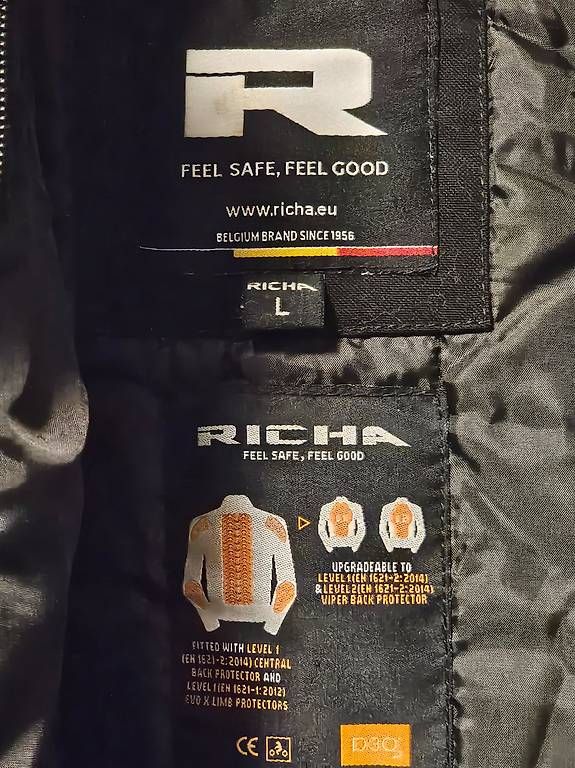 R
FEEL SAFE, FEEL GOOD
www.richa.eu
BELGIUM BRAND SINCE 1956
RICHA
L
RICHA
FEEL SAFE, FEEL GOOD
UPGRADEABLE TO
LEVEL 1 (EN 1621-2:2014)
& LEVEL 2 (EN 1621-2:2014)
VIPER BACK PROTECTOR
FITTED WITH LEVEL 1
(EN 1621-2:2014) CENTRAL
BACK PROTECTOR AND
LEVEL 1 (EN 1621-1:2012)
EVO X LIMB PROTECTORS
CE
D3O